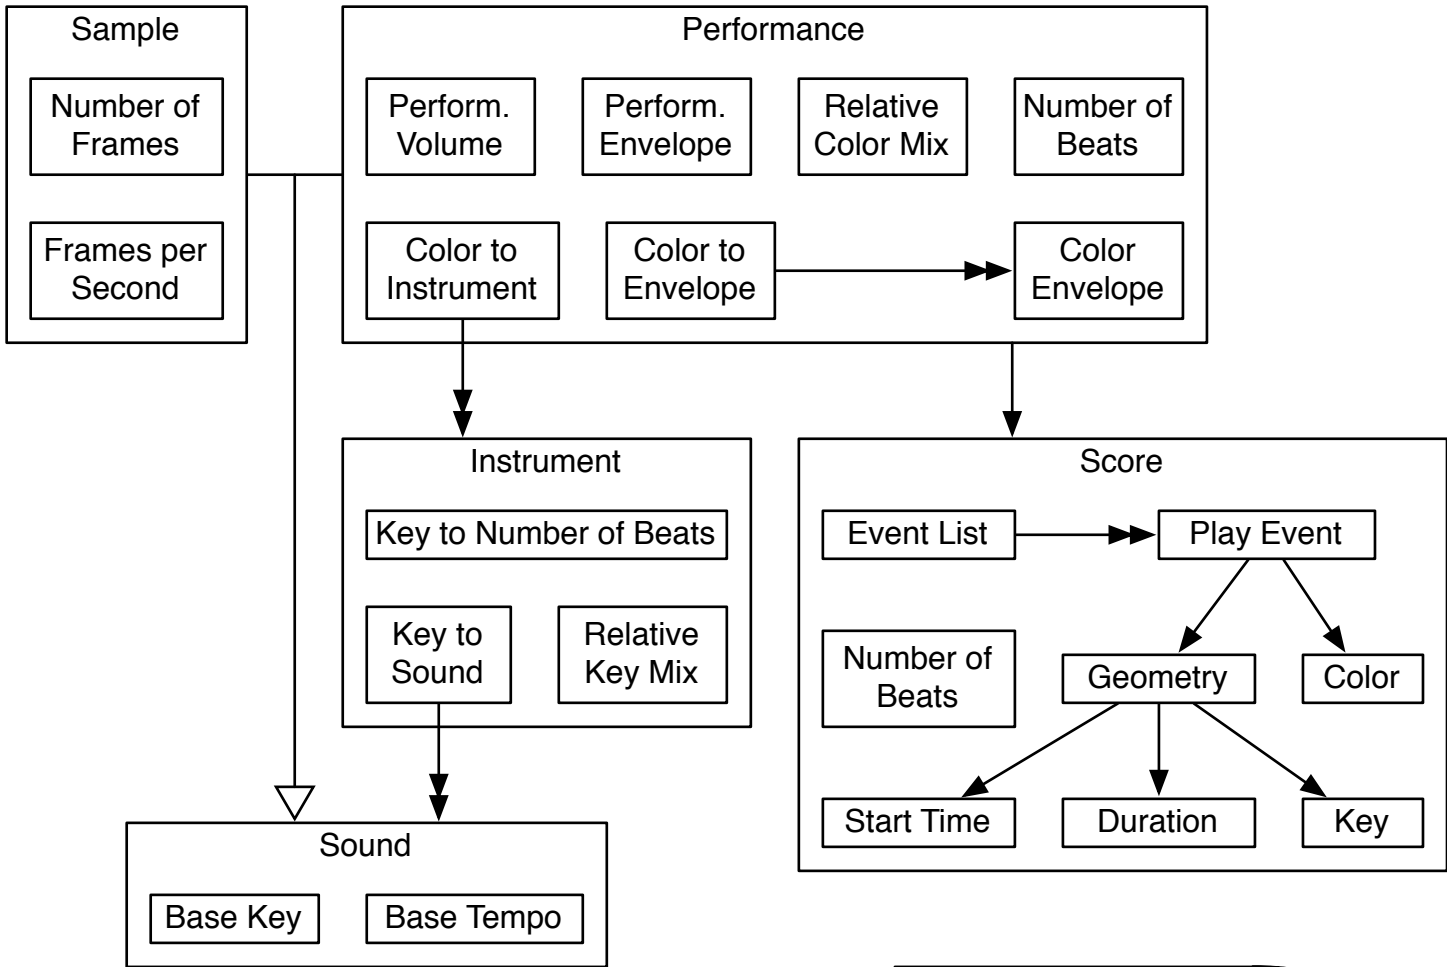 Sample
Number of
Frames
Frames per
Second
Performance
Perform.
Volume
Perform.
Envelope
Relative
Color Mix
Number of
Beats
Color to
Instrument
Color to
Envelope
Color
Envelope
Instrument
Key to Number of Beats
Key to
Sound
Relative
Key Mix
Score
Event List
Play Event
Number of
Beats
Geometry
Color
Start Time
Duration
Key
Sound
Base Key
Base Tempo